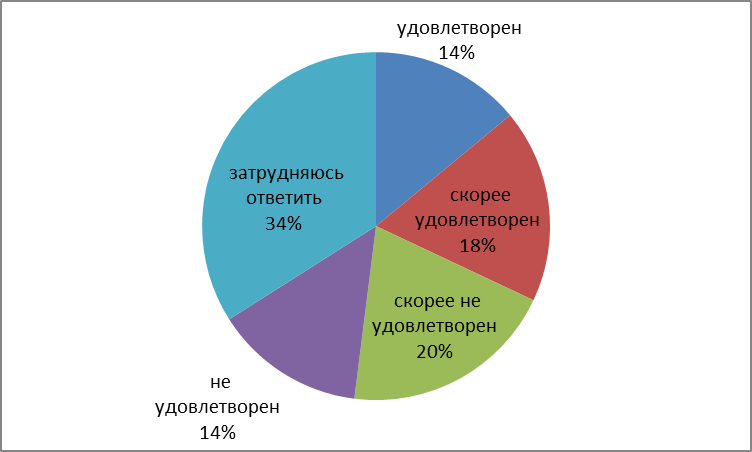 удовлетворен
14%
скорее
удовлетворен
18%
скорее не
удовлетворен
20%
не
удовлетворен
14%
затрудняюсь
ответить
34%